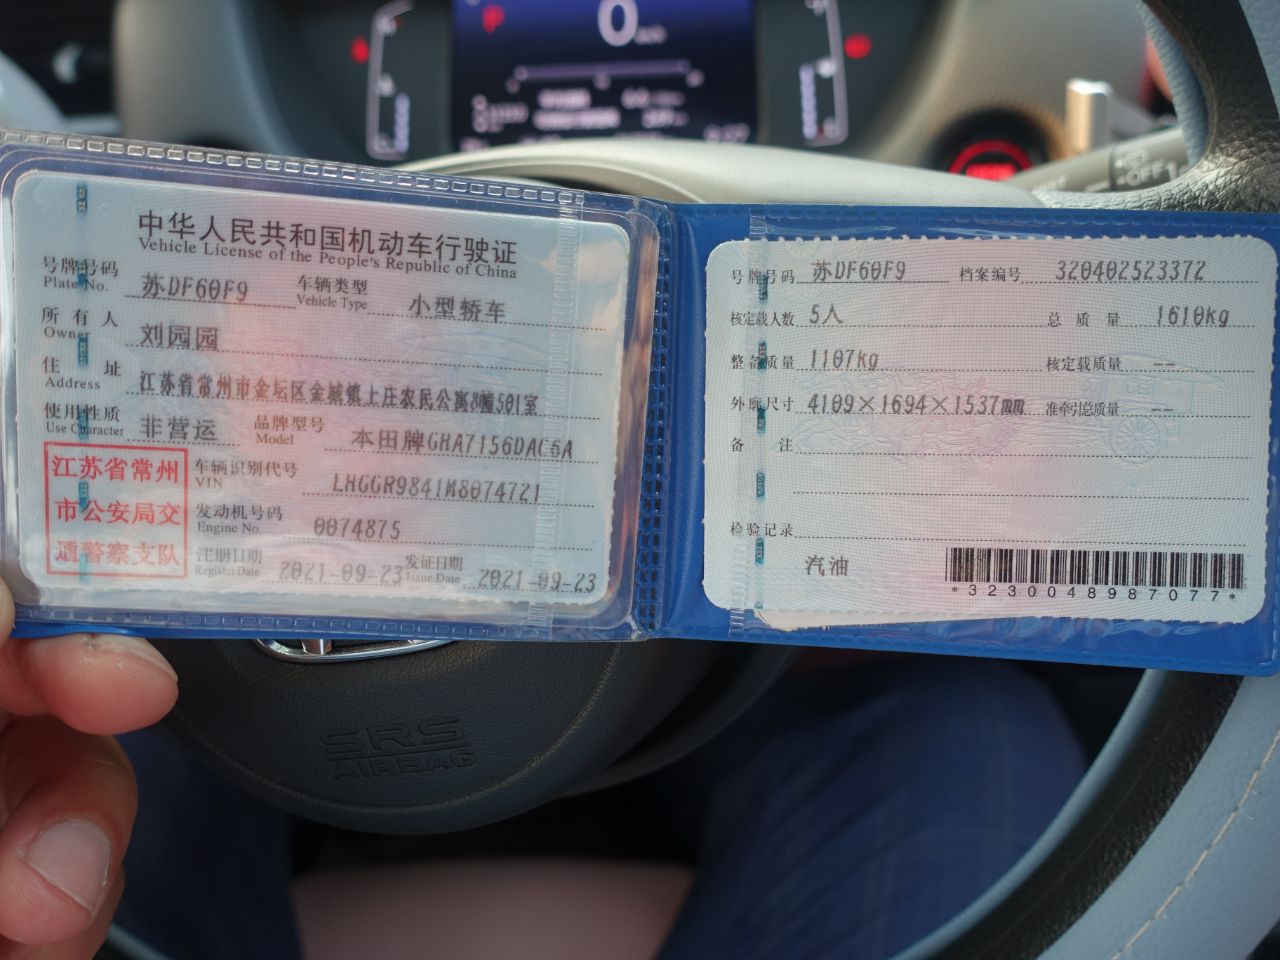 中华人民共和国机动车行驶证
Vehicle License of the People's Republic of China
号牌号码 苏DF60F9 车辆类型 小型轿车
Plate No. Vehicle Type
所有人 刘园园
Owner
住址 江苏省常州市金坛区金城镇上庄农民公寓8幢501室
Address
使用性质 非营运 品牌型号 本田牌GHA7156DAC6A
Use Character Model
江苏省常州
市公安局交
通警察支队
车辆识别代号 LHGGR9841M8074721
VIN
发动机号码 0074875
Engine No.
注册日期 2021-09-23 发证日期 2021-09-23
Register Date Issue Date
号牌号码 苏DF60F9 档案编号 320402523372
核定载人数 5人 总质量 1610kg
整备质量 1107kg 核定载质量 --
外廓尺寸 4109×1694×1537mm 准牵引总质量 --
备注
检验记录
汽油
*3230048987077*
P
0
OFF
SRS
AIRBAG